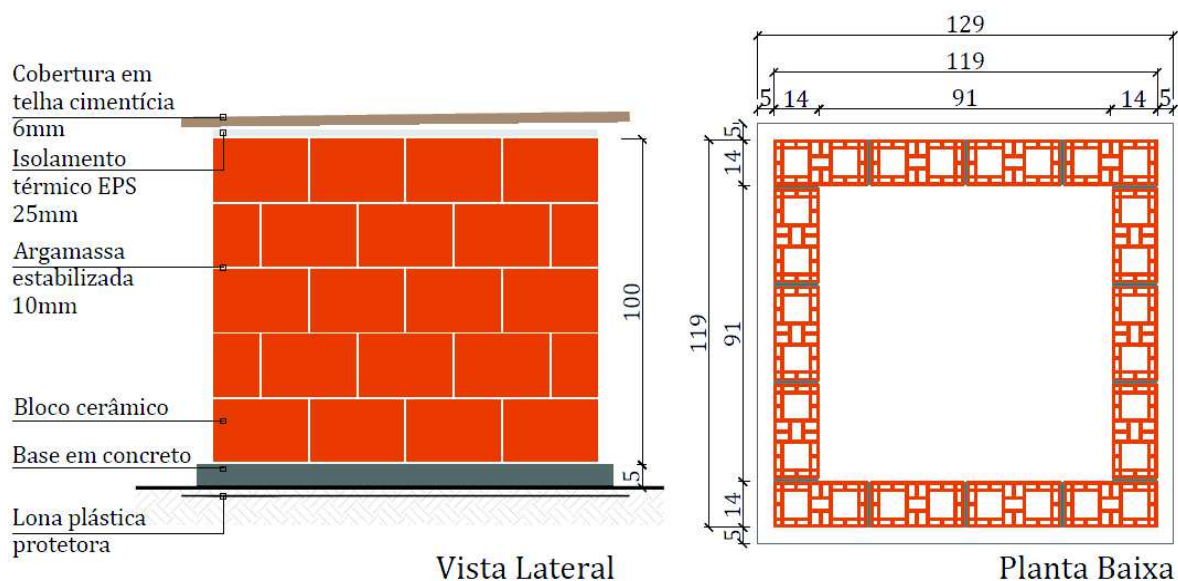 Cobertura em
telha cimentícia
6mm
Isolamento
térmico EPS
25mm
Argamassa
estabilizada
10mm
Bloco cerâmico
Base em concreto
Lona plástica
protetora
100
5
Vista Lateral
129
119
5 14 91 14 5
5
14
119
91
14
5
Planta Baixa